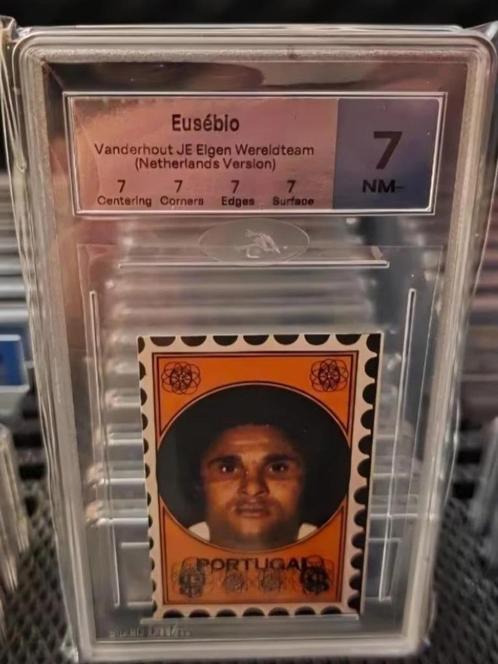 Eusébio
Vanderhout JE Eigen Wereldteam
(Netherlands Version)
7 7 7 7
Centering Corners Edges Surface
7
NM-
PORTUGAL